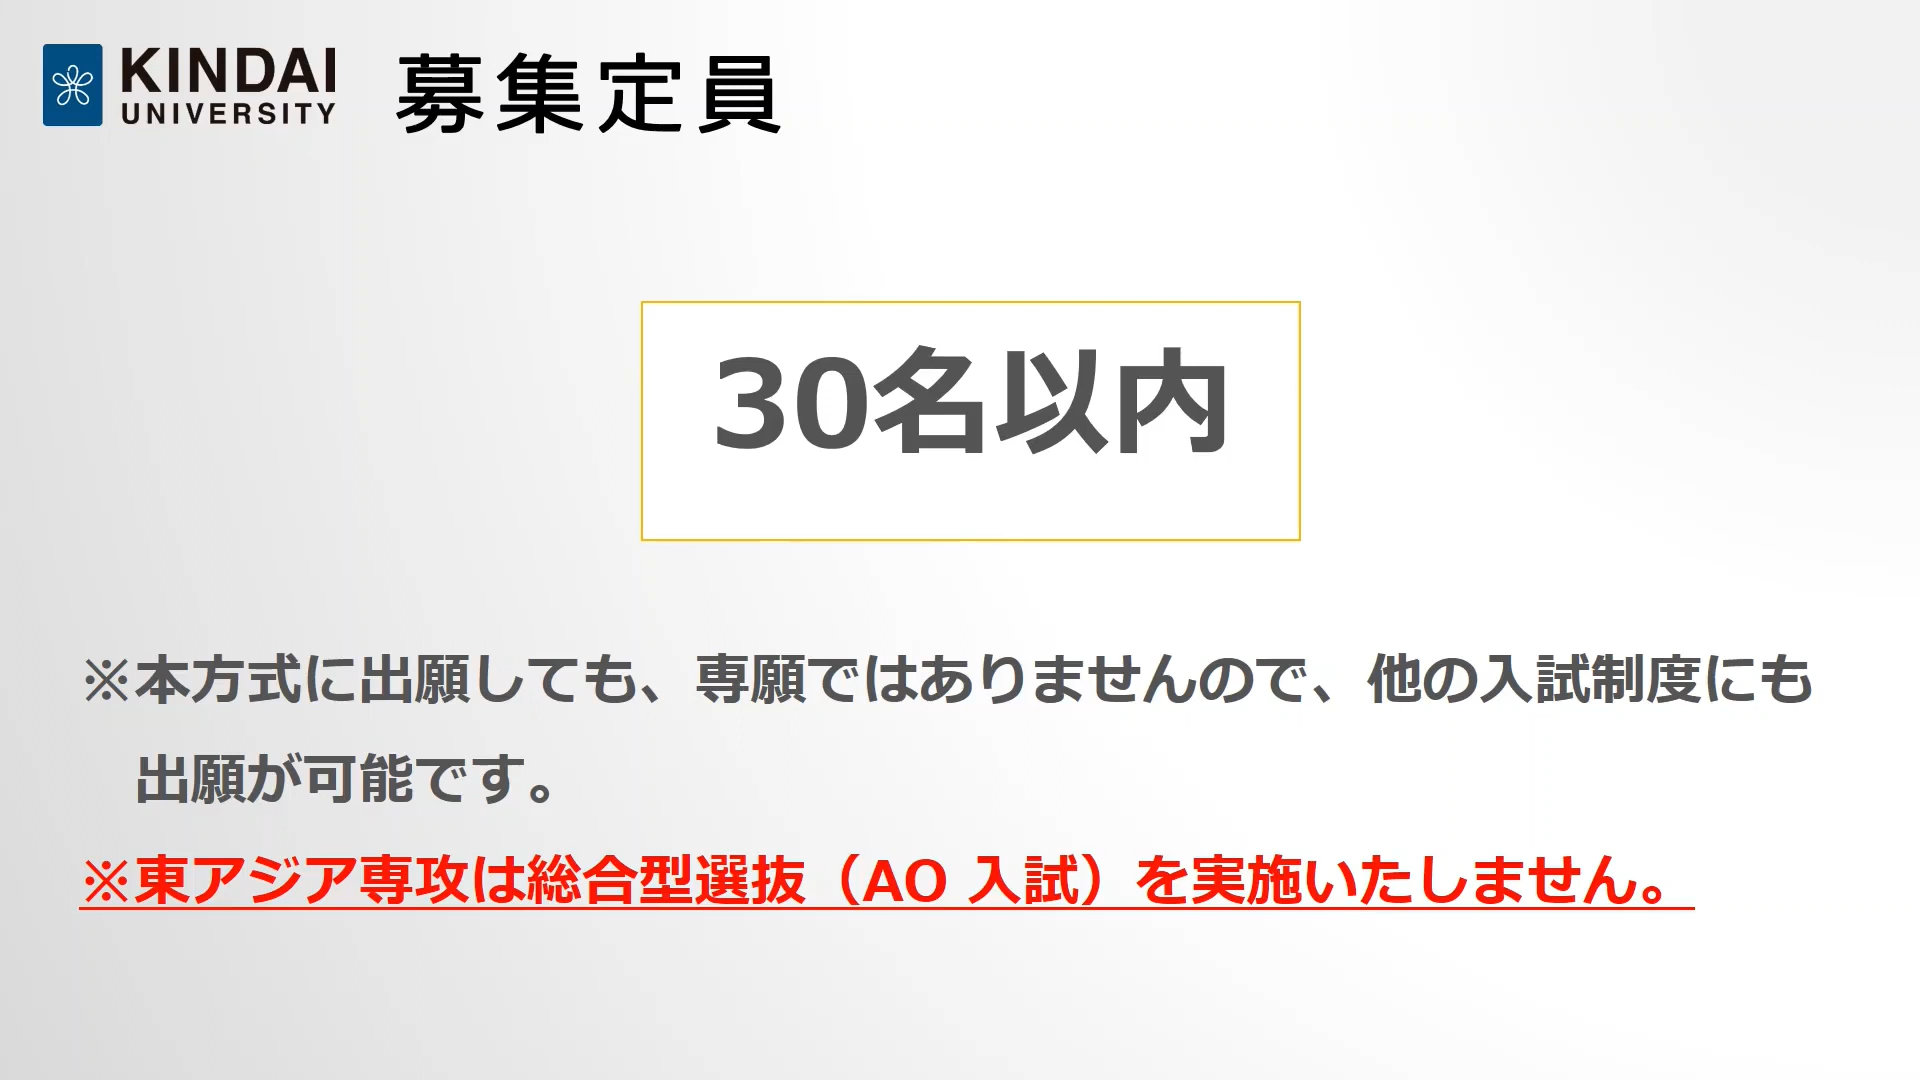 KINDAI
UNIVERSITY
募集定員
30名以内
※本方式に出願しても、専願ではありませんので、他の入試制度にも
出願が可能です。
※東アジア専攻は総合型選抜（AO 入試）を実施いたしません。